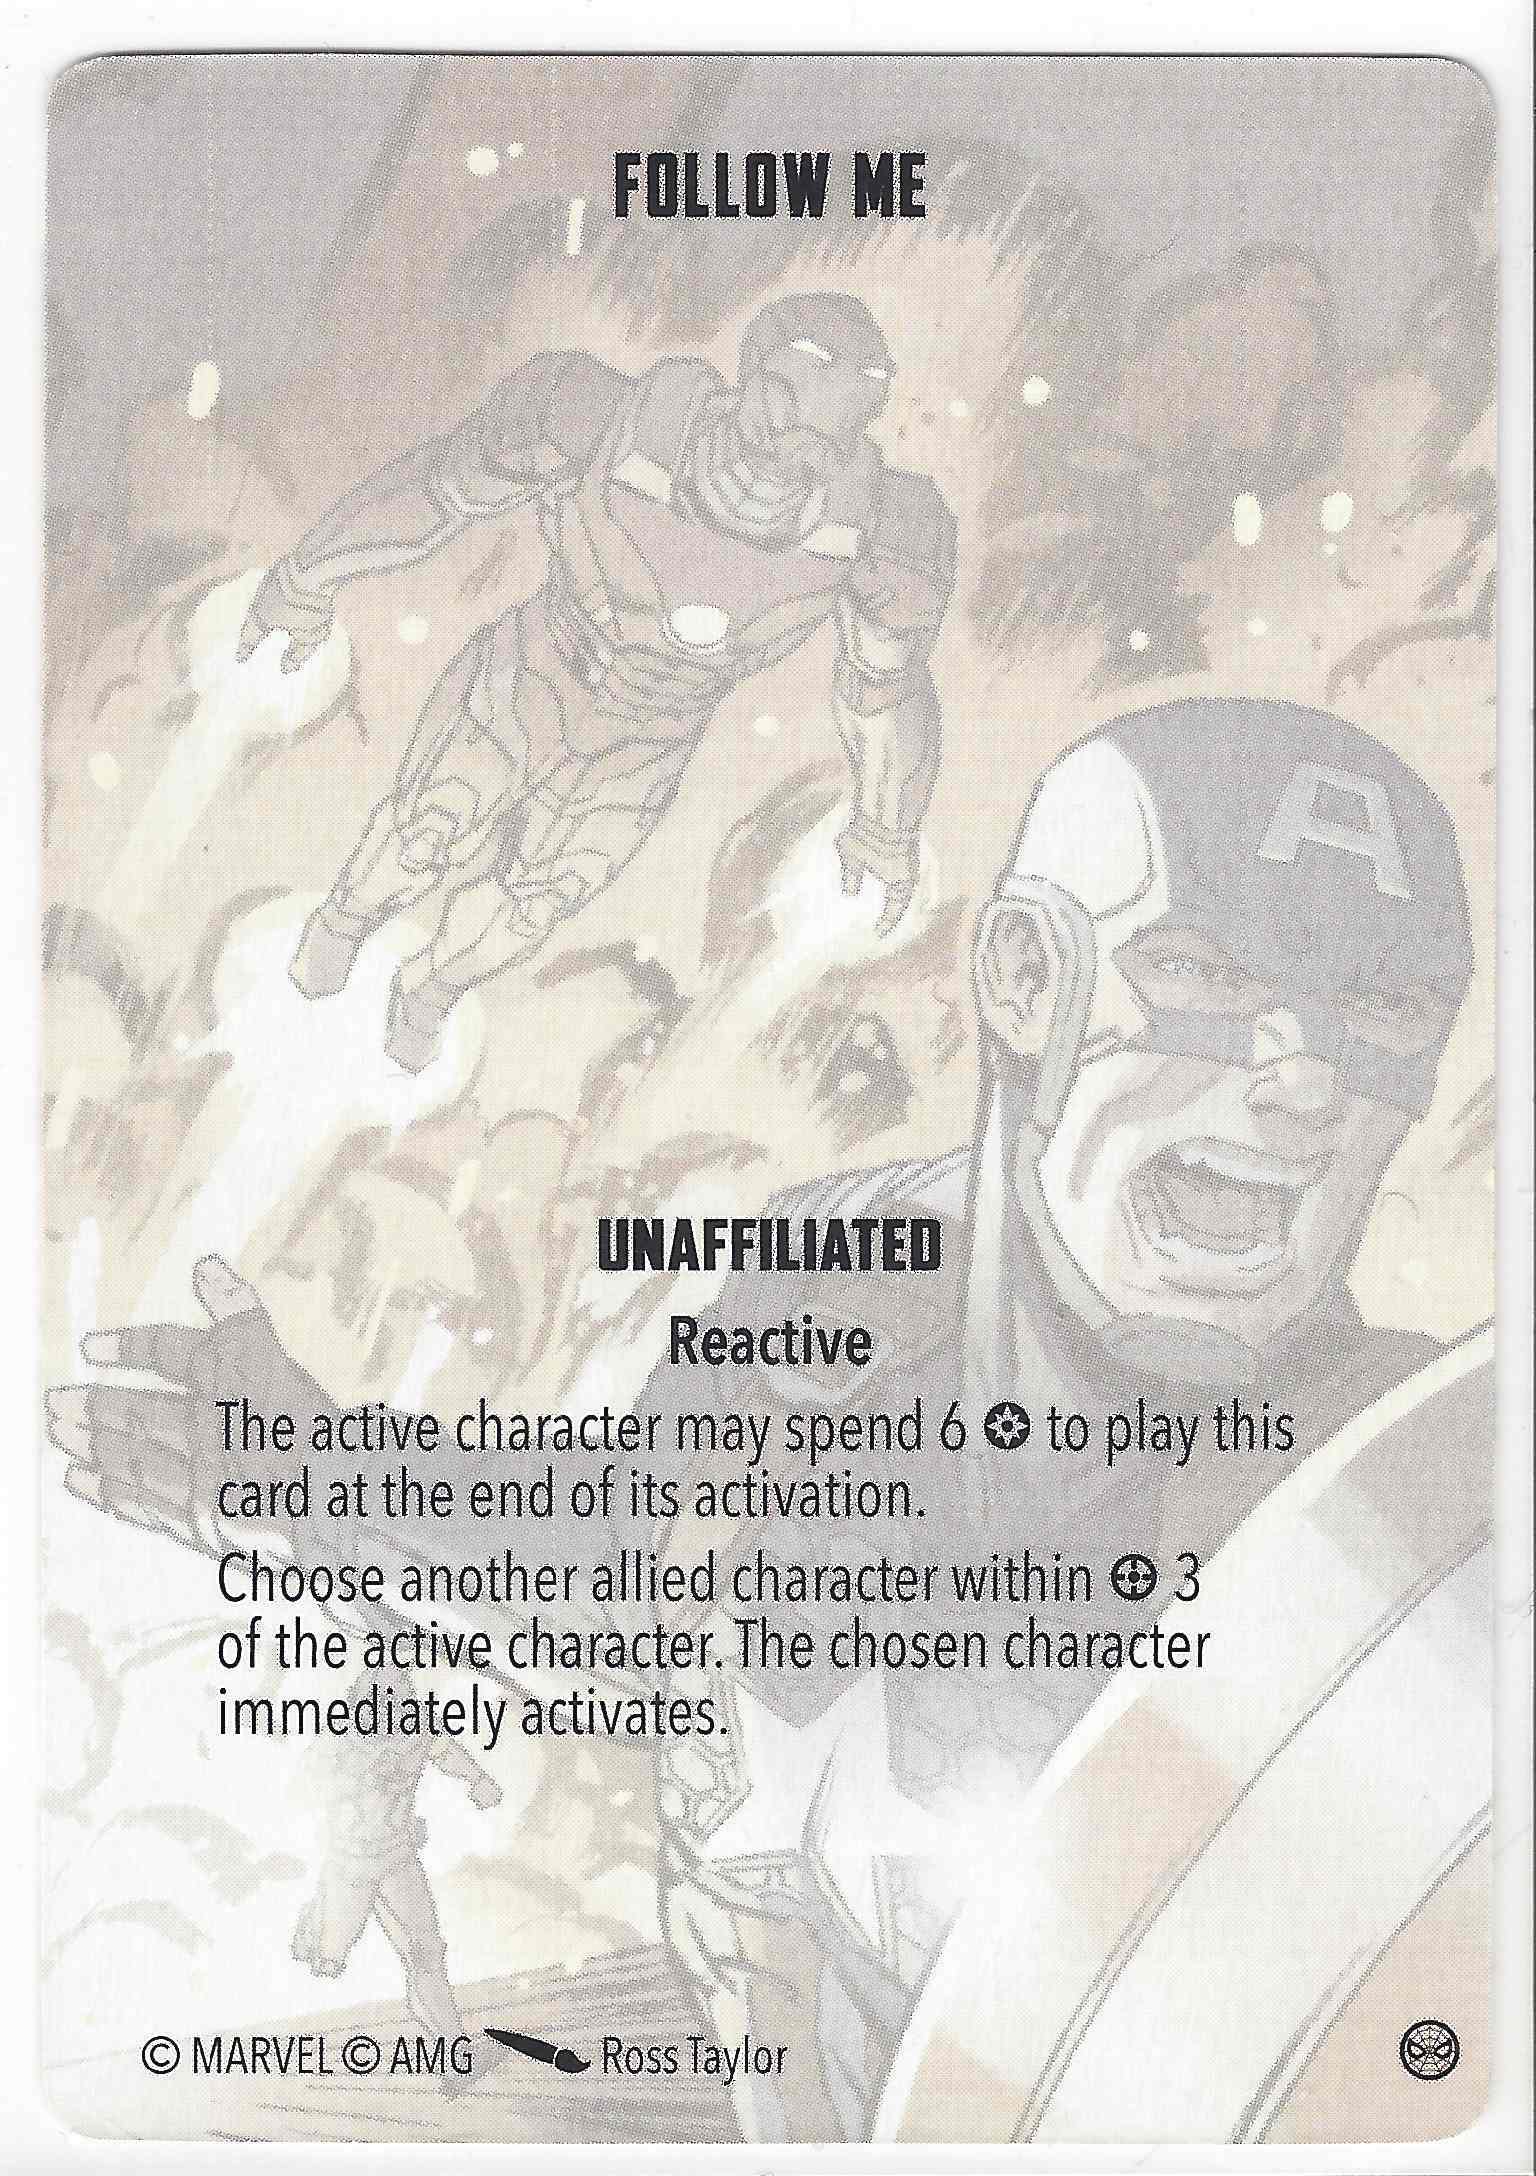 FOLLOW ME
UNAFFILIATED
Reactive
The active character may spend 6 to play this
card at the end of its activation.
Choose another allied character within 3
of the active character. The chosen character
immediately activates.
© MARVEL © AMG Ross Taylor
A